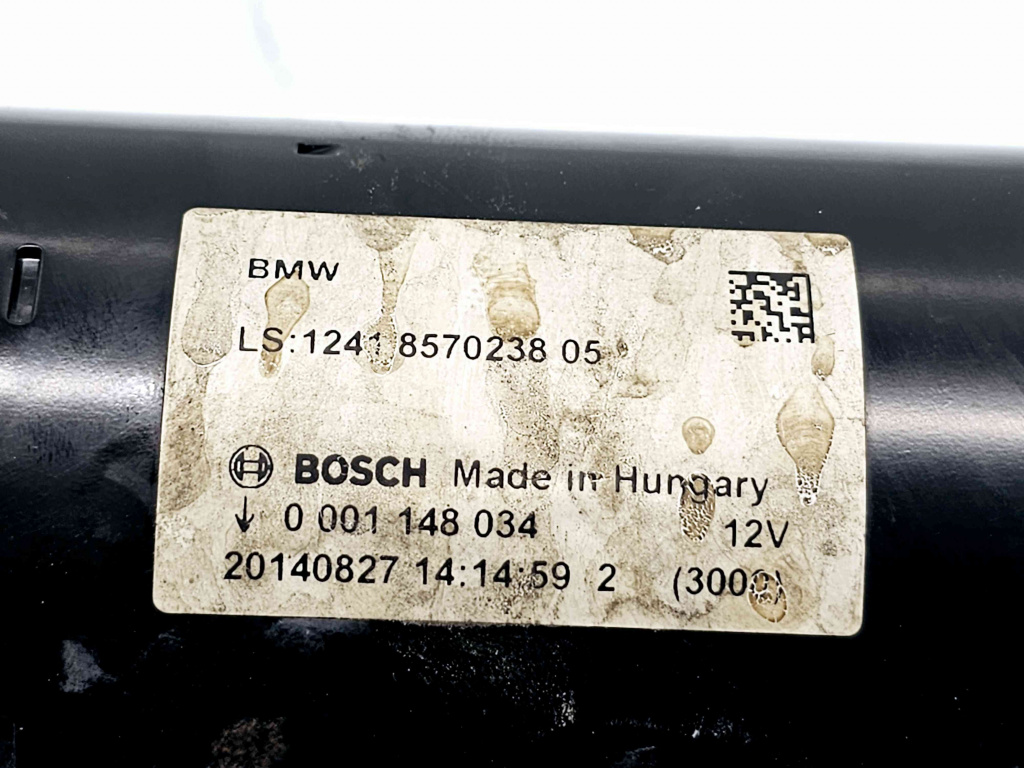 BMW
LS:1241 8570238 05
BOSCH Made in Hungary
0 001 148 034 12V
20140827 14:14:59 2 (3000)